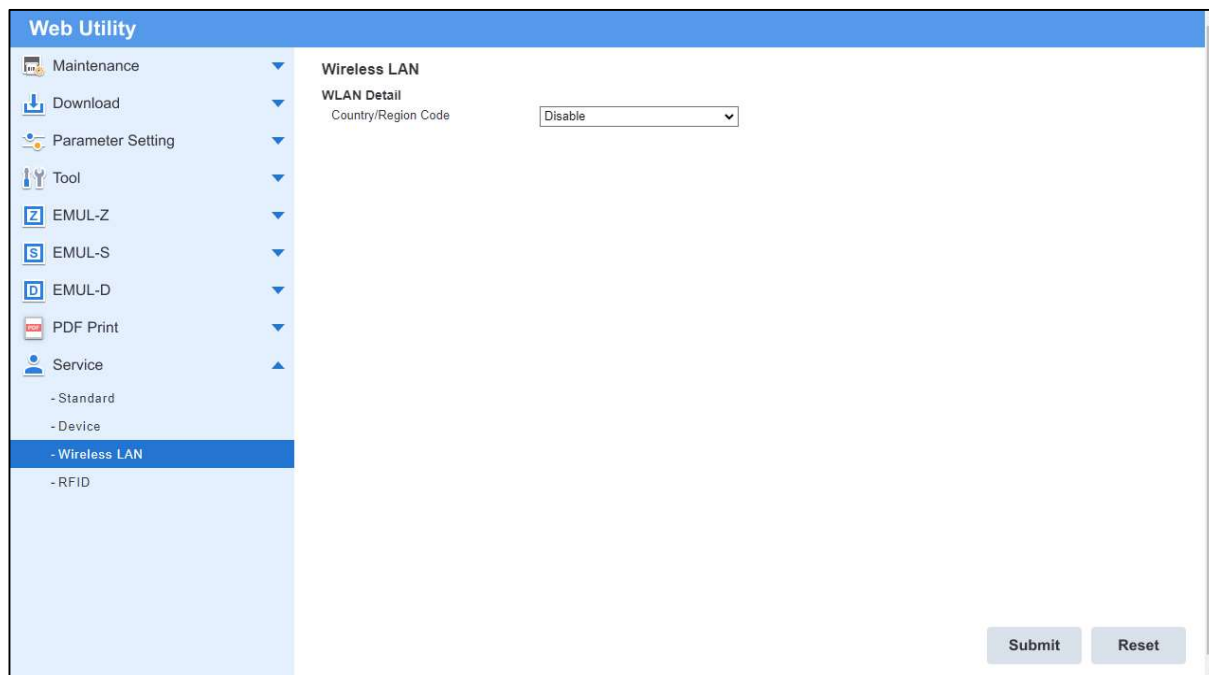 Web Utility
Maintenance
Download
Parameter Setting
Tool
Z EMUL-Z
S EMUL-S
D EMUL-D
PDF PDF Print
Service
- Standard
- Device
- Wireless LAN
- RFID
Wireless LAN
WLAN Detail
Country/Region Code Disable
Submit Reset